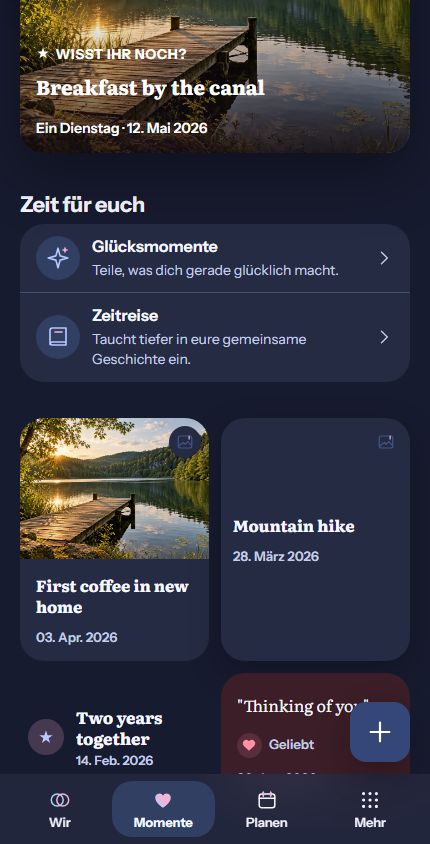 WISST IHR NOCH?
Breakfast by the canal
Ein Dienstag · 12. Mai 2026
Zeit für euch
Glücksmomente
Teile, was dich gerade glücklich macht.
Zeitreise
Taucht tiefer in eure gemeinsame
Geschichte ein.
First coffee in new
home
03. Apr. 2026
Mountain hike
28. März 2026
Two years
together
14. Feb. 2026
"Thinking of you"
Geliebt
Wir
Momente
Planen
Mehr